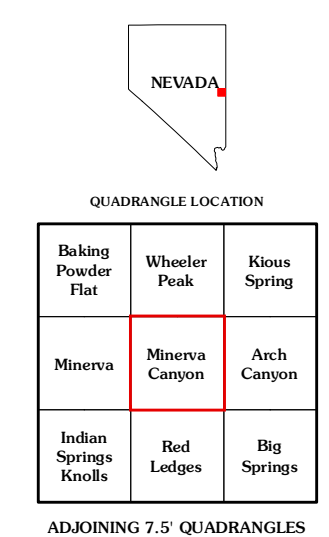 NEVADA
QUADRANGLE LOCATION
Baking
Powder
Flat
Wheeler
Peak
Kious
Spring
Minerva
Minerva
Canyon
Arch
Canyon
Indian
Springs
Knolls
Red
Ledges
Big
Springs
ADJOINING 7.5' QUADRANGLES